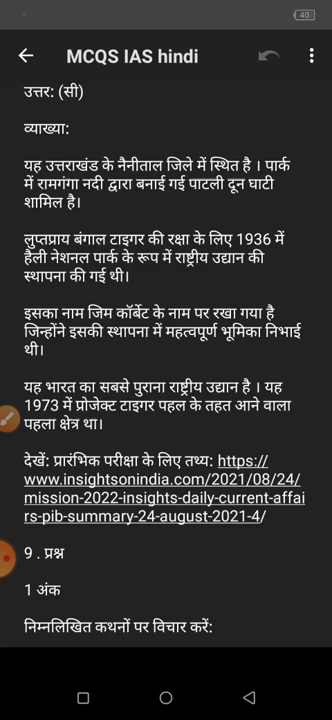 40
MCQS IAS hindi
उत्तर: (सी)
व्याख्या:
यह उत्तराखंड के नैनीताल जिले में स्थित है । पार्क
में रामगंगा नदी द्वारा बनाई गई पाटली दून घाटी
शामिल है।
लुप्तप्राय बंगाल टाइगर की रक्षा के लिए 1936 में
हैली नेशनल पार्क के रूप में राष्ट्रीय उद्यान की
स्थापना की गई थी।
इसका नाम जिम कॉर्बेट के नाम पर रखा गया है
जिन्होंने इसकी स्थापना में महत्वपूर्ण भूमिका निभाई
थी।
यह भारत का सबसे पुराना राष्ट्रीय उद्यान है । यह
1973 में प्रोजेक्ट टाइगर पहल के तहत आने वाला
पहला क्षेत्र था।
देखें: प्रारंभिक परीक्षा के लिए तथ्य: https://
www.insightsonindia.com/2021/08/24/
mission-2022-insights-daily-current-affai
rs-pib-summary-24-august-2021-4/
9 . प्रश्न
1 अंक
निम्नलिखित कथनों पर विचार करें: